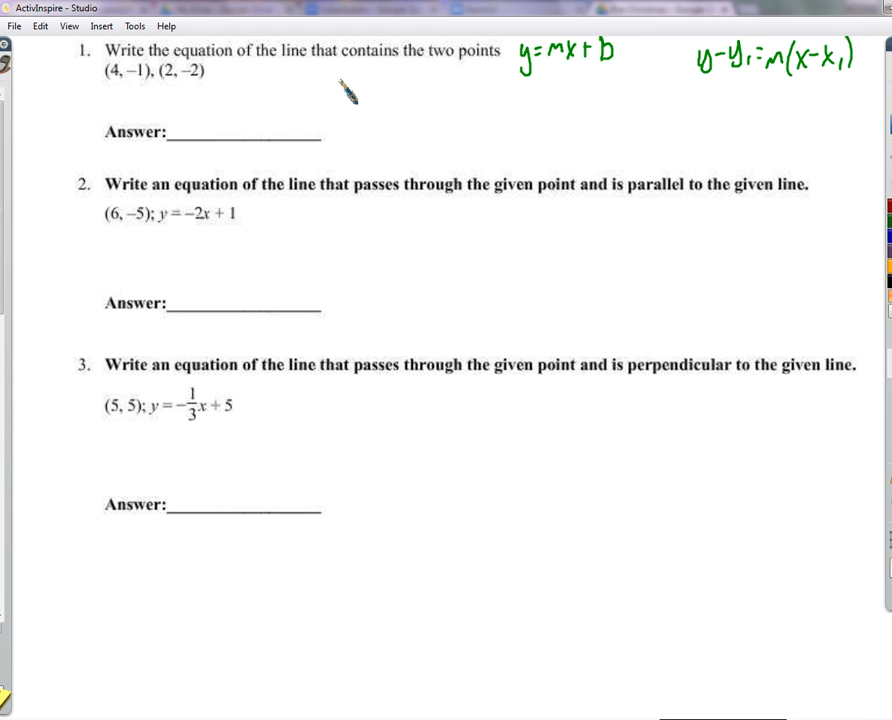 ActivInspire - Studio
File Edit View Insert Tools Help
1. Write the equation of the line that contains the two points y=mx+b y-y₁=m(x-x₁)
(4, –1), (2, –2)
Answer:________________
2. Write an equation of the line that passes through the given point and is parallel to the given line.
(6, –5); y = –2x + 1
Answer:________________
3. Write an equation of the line that passes through the given point and is perpendicular to the given line.
(5, 5); y = –1/3x + 5
Answer:________________